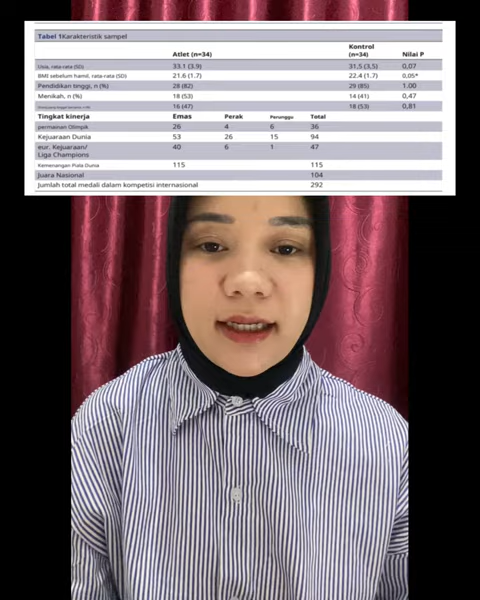 Tabel 1Karakteristik sampel
Atlet (n=34) Kontrol (n=34) Nilai P
Usia, rata-rata (SD) 33.1 (3.9) 31,5 (3,5) 0,07
BMI sebelum hamil, rata-rata (SD) 21.6 (1.7) 22.4 (1.7) 0,05*
Pendidikan tinggi, n (%) 28 (82) 29 (85) 1.00
Menikah, n (%) 18 (53) 14 (41) 0,47
16 (47) 18 (53) 0,81
Tingkat kinerja Emas Perak Perunggu Total
permainan Olimpik 26 4 6 36
Kejuaraan Dunia 53 26 15 94
eur. Kejuaraan/ 40 6 1 47
Liga Champions
Kemenangan Piala Dunia 115 115
Juara Nasional 104
Jumlah total medali dalam kompetisi internasional 292